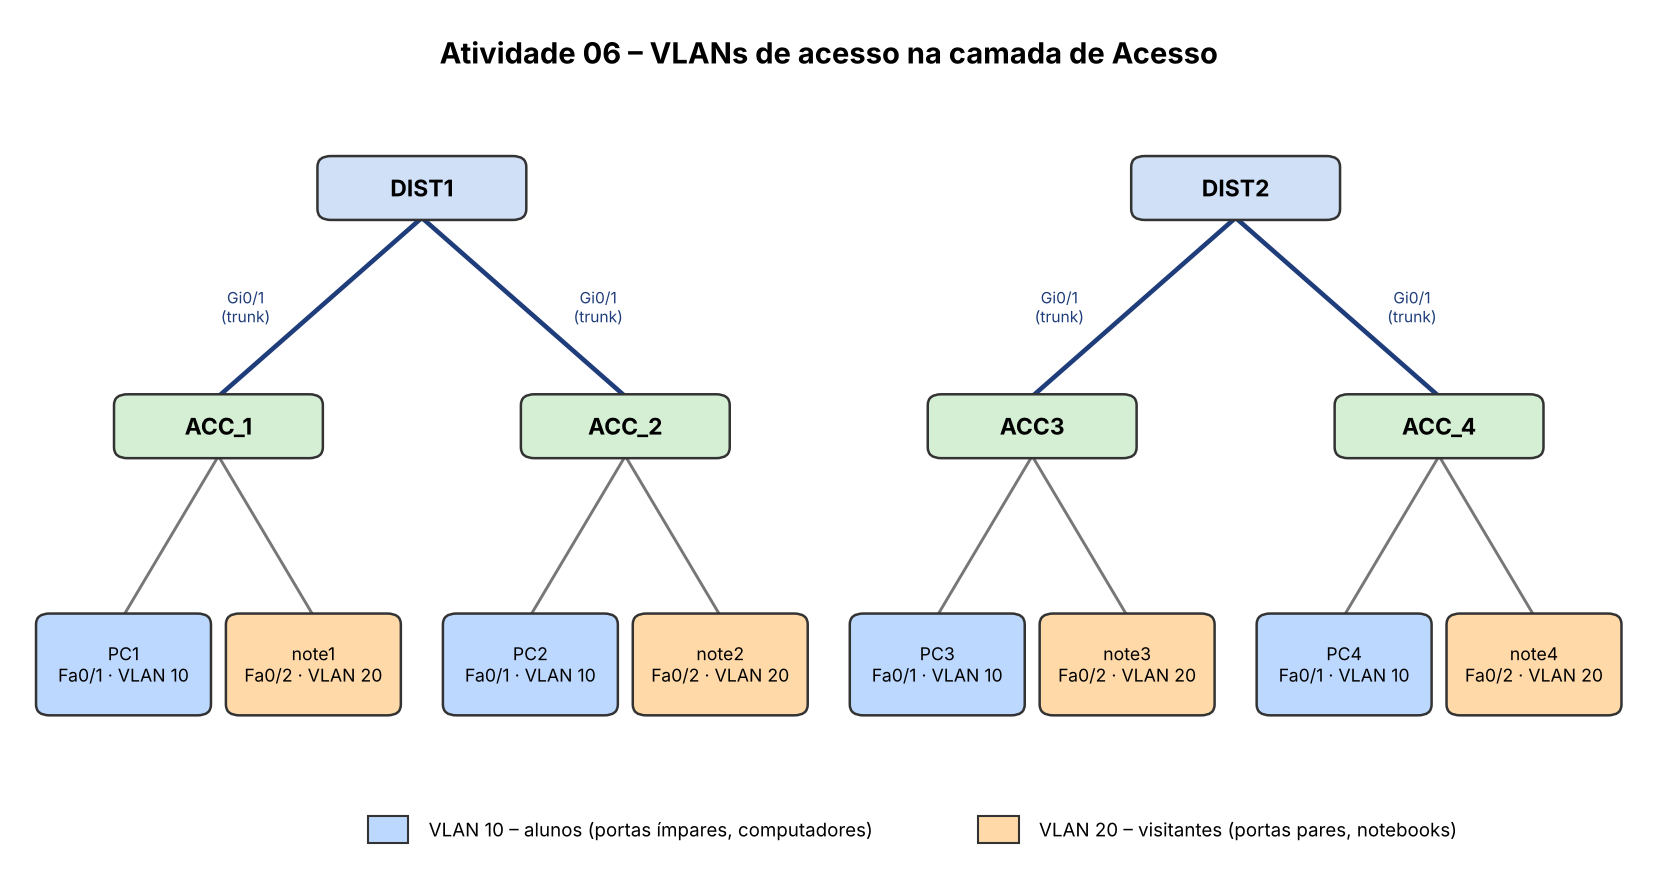 Atividade 06 – VLANs de acesso na camada de Acesso
DIST1
DIST2
Gi0/1
(trunk)
Gi0/1
(trunk)
Gi0/1
(trunk)
Gi0/1
(trunk)
ACC_1
ACC_2
ACC3
ACC_4
PC1
Fa0/1 · VLAN 10
note1
Fa0/2 · VLAN 20
PC2
Fa0/1 · VLAN 10
note2
Fa0/2 · VLAN 20
PC3
Fa0/1 · VLAN 10
note3
Fa0/2 · VLAN 20
PC4
Fa0/1 · VLAN 10
note4
Fa0/2 · VLAN 20
VLAN 10 – alunos (portas ímpares, computadores)
VLAN 20 – visitantes (portas pares, notebooks)